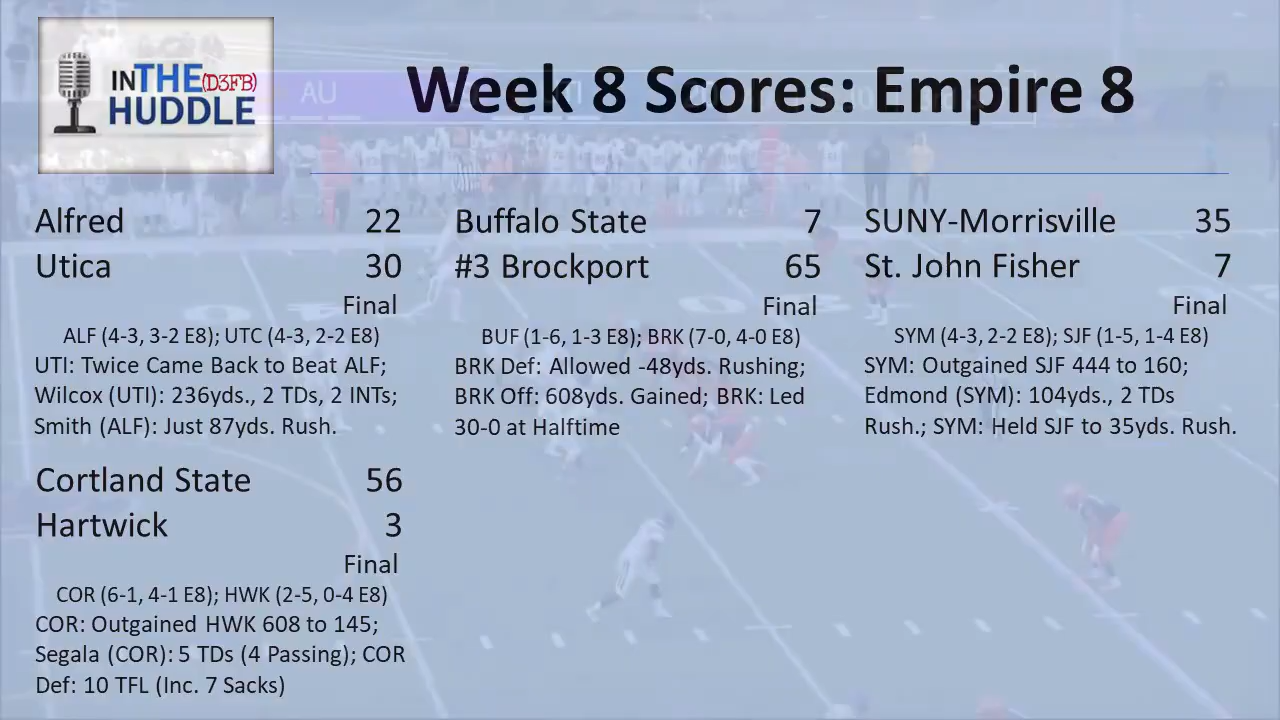 INTHE(D3FB)
HUDDLE
AU
Week 8 Scores: Empire 8
Alfred 22
Utica 30
Final
ALF (4-3, 3-2 E8); UTC (4-3, 2-2 E8)
UTI: Twice Came Back to Beat ALF;
Wilcox (UTI): 236yds., 2 TDs, 2 INTs;
Smith (ALF): Just 87yds. Rush.
Buffalo State 7
#3 Brockport 65
Final
BUF (1-6, 1-3 E8); BRK (7-0, 4-0 E8)
BRK Def: Allowed -48yds. Rushing;
BRK Off: 608yds. Gained; BRK: Led
30-0 at Halftime
SUNY-Morrisville 35
St. John Fisher 7
Final
SYM (4-3, 2-2 E8); SJF (1-5, 1-4 E8)
SYM: Outgained SJF 444 to 160;
Edmond (SYM): 104yds., 2 TDs
Rush.; SYM: Held SJF to 35yds. Rush.
Cortland State 56
Hartwick 3
Final
COR (6-1, 4-1 E8); HWK (2-5, 0-4 E8)
COR: Outgained HWK 608 to 145;
Segala (COR): 5 TDs (4 Passing); COR
Def: 10 TFL (Inc. 7 Sacks)